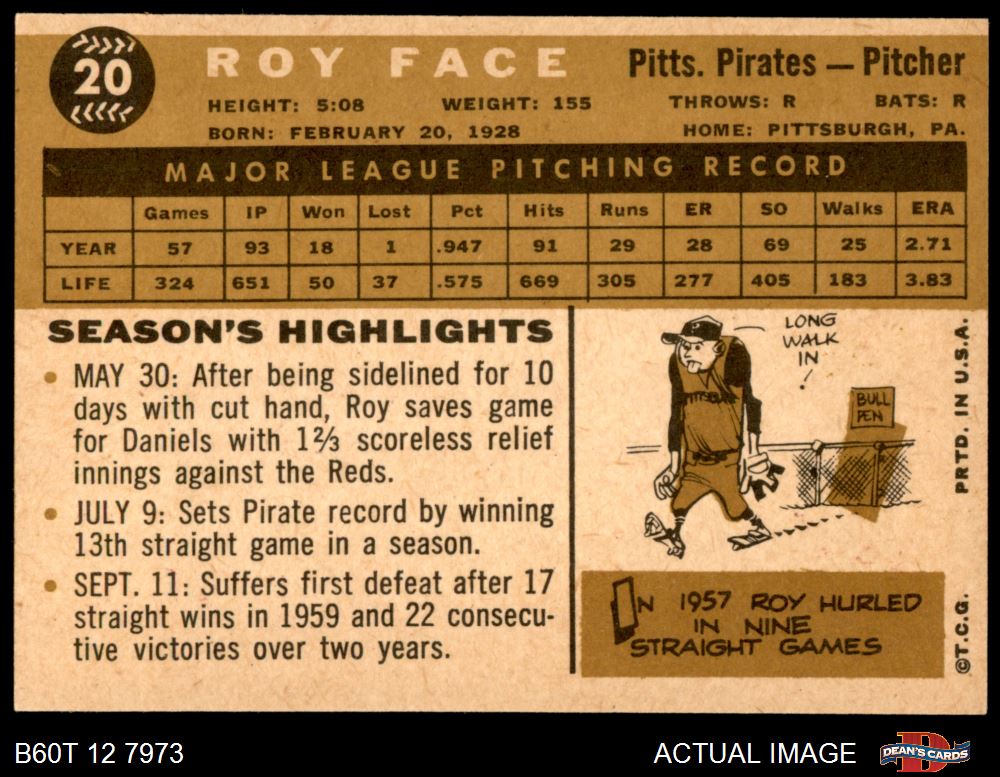 20
ROY FACE
Pitts. Pirates — Pitcher
HEIGHT: 5:08 WEIGHT: 155 THROWS: R BATS: R
BORN: FEBRUARY 20, 1928 HOME: PITTSBURGH, PA.
MAJOR LEAGUE PITCHING RECORD
Games IP Won Lost Pct Hits Runs ER SO Walks ERA
YEAR 57 93 18 1 .947 91 29 28 69 25 2.71
LIFE 324 651 50 37 .575 669 305 277 405 183 3.83
SEASON'S HIGHLIGHTS
• MAY 30: After being sidelined for 10
days with cut hand, Roy saves game
for Daniels with 1⅔ scoreless relief
innings against the Reds.
• JULY 9: Sets Pirate record by winning
13th straight game in a season.
• SEPT. 11: Suffers first defeat after 17
straight wins in 1959 and 22 consecu-
tive victories over two years.
LONG
WALK
IN
!
PITTSBURGH
BULL
PEN
IN 1957 ROY HURLED
IN NINE
STRAIGHT GAMES
PRTD. IN U.S.A.
©T.C.G.
B60T 12 7973
ACTUAL IMAGE
DEAN'S CARDS